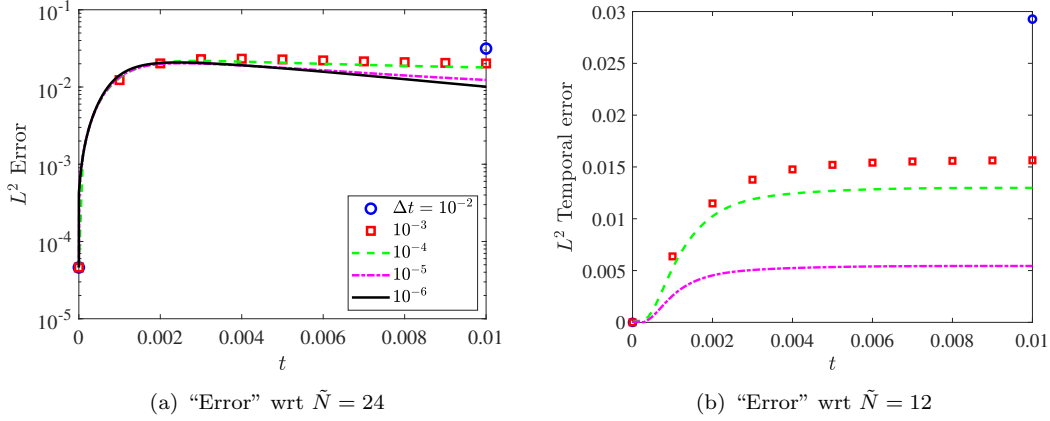 10^-1
10^-2
10^-3
10^-4
10^-5
L^2 Error
Δt = 10^-2
10^-3
10^-4
10^-5
10^-6
0 0.002 0.004 0.006 0.008 0.01
t
(a) “Error” wrt Ñ = 24
0.03
0.025
0.02
0.015
0.01
0.005
0
L^2 Temporal error
0 0.002 0.004 0.006 0.008 0.01
t
(b) “Error” wrt Ñ = 12